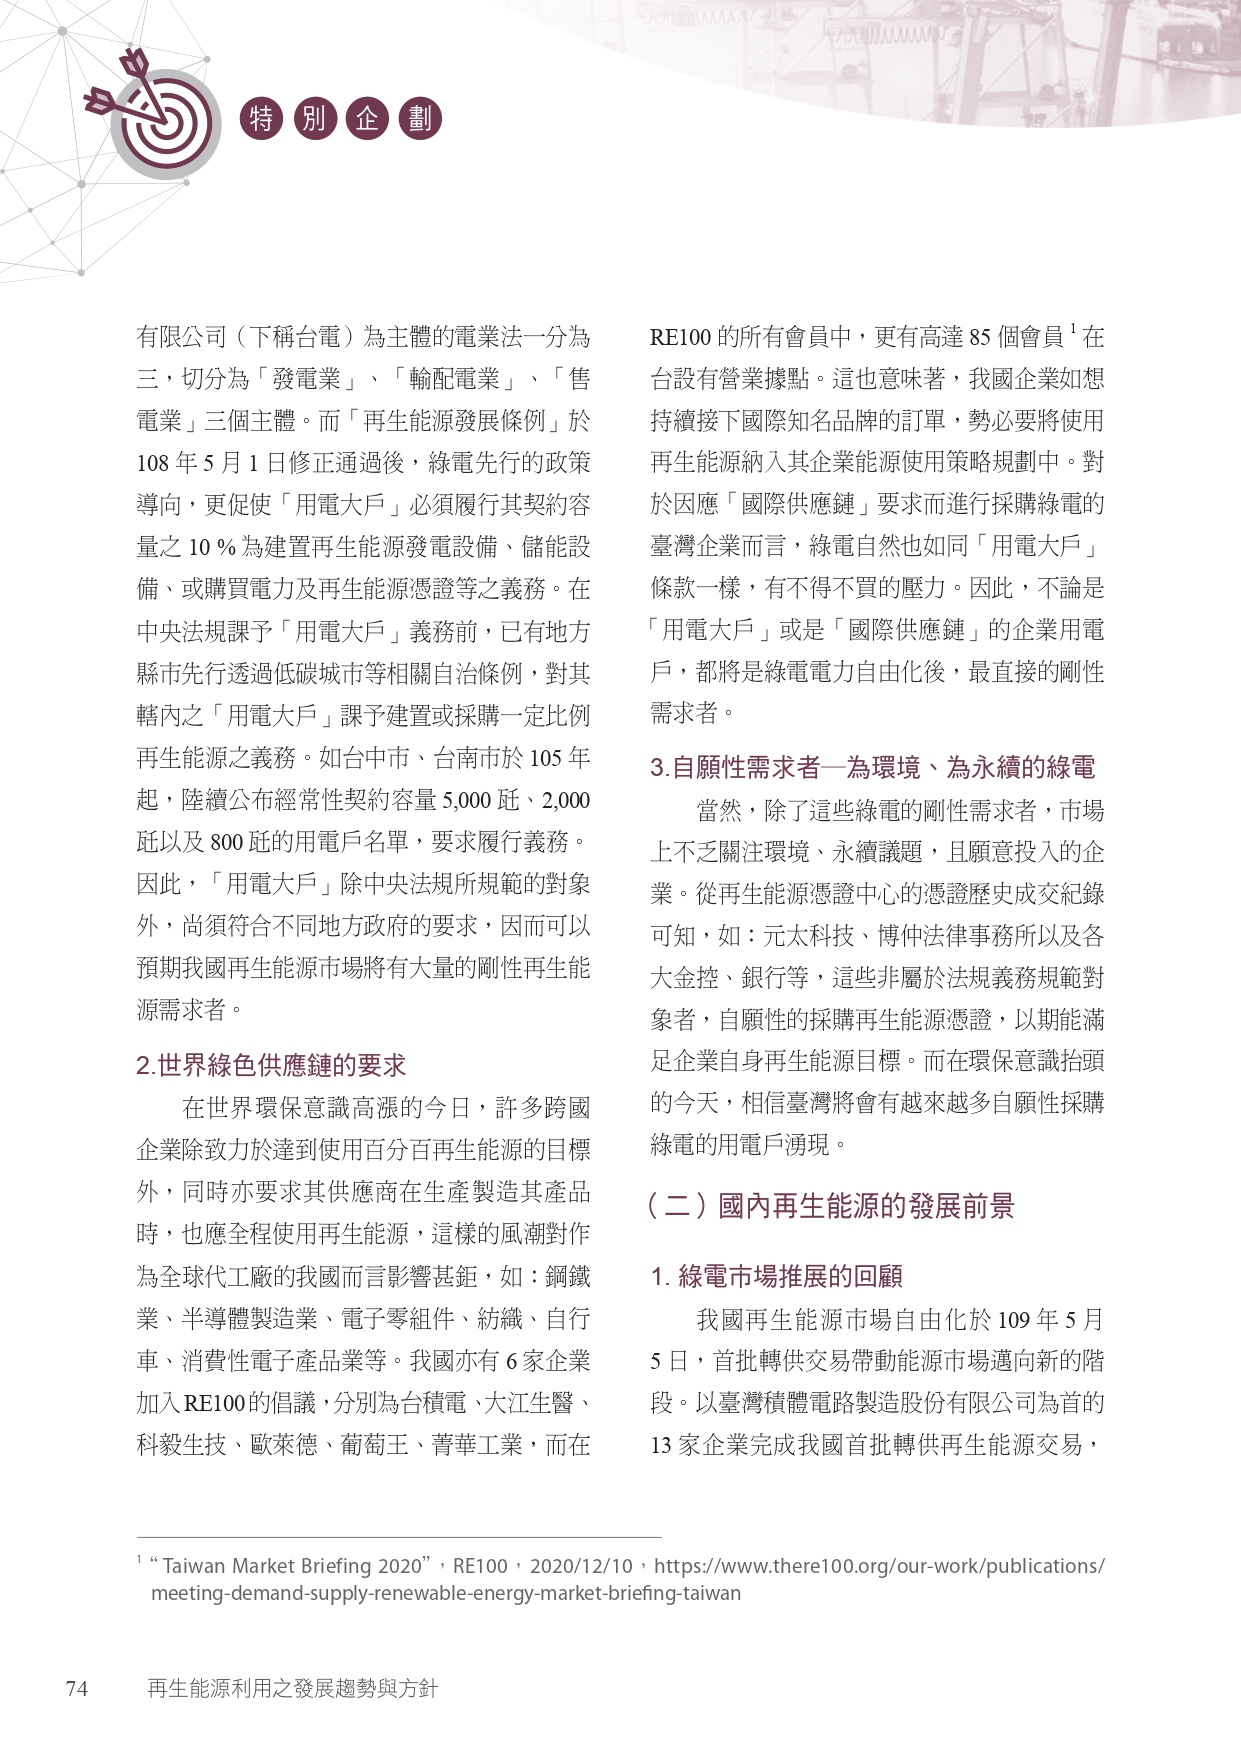 特別企劃
有限公司（下稱台電）為主體的電業法一分為
三，切分為「發電業」、「輸配電業」、「售
電業」三個主體。而「再生能源發展條例」於
108 年 5 月 1 日修正通過後，綠電先行的政策
導向，更促使「用電大戶」必須履行其契約容
量之 10 % 為建置再生能源發電設備、儲能設
備、或購買電力及再生能源憑證等之義務。在
中央法規課予「用電大戶」義務前，已有地方
縣市先行透過低碳城市等相關自治條例，對其
轄內之「用電大戶」課予建置或採購一定比例
再生能源之義務。如台中市、台南市於 105 年
起，陸續公布經常性契約容量 5,000 瓩、2,000
瓩以及 800 瓩的用電戶名單，要求履行義務。
因此，「用電大戶」除中央法規所規範的對象
外，尚須符合不同地方政府的要求，因而可以
預期我國再生能源市場將有大量的剛性再生能
源需求者。
2.世界綠色供應鏈的要求
在世界環保意識高漲的今日，許多跨國
企業除致力於達到使用百分百再生能源的目標
外，同時亦要求其供應商在生產製造其產品
時，也應全程使用再生能源，這樣的風潮對作
為全球代工廠的我國而言影響甚鉅，如：鋼鐵
業、半導體製造業、電子零組件、紡織、自行
車、消費性電子產品業等。我國亦有 6 家企業
加入 RE100 的倡議，分別為台積電、大江生醫、
科毅生技、歐萊德、葡萄王、菁華工業，而在
RE100 的所有會員中，更有高達 85 個會員 1 在
台設有營業據點。這也意味著，我國企業如想
持續接下國際知名品牌的訂單，勢必要將使用
再生能源納入其企業能源使用策略規劃中。對
於因應「國際供應鏈」要求而進行採購綠電的
臺灣企業而言，綠電自然也如同「用電大戶」
條款一樣，有不得不買的壓力。因此，不論是
「用電大戶」或是「國際供應鏈」的企業用電
戶，都將是綠電電力自由化後，最直接的剛性
需求者。
3.自願性需求者—為環境、為永續的綠電
當然，除了這些綠電的剛性需求者，市場
上不乏關注環境、永續議題，且願意投入的企
業。從再生能源憑證中心的憑證歷史成交紀錄
可知，如：元太科技、博仲法律事務所以及各
大金控、銀行等，這些非屬於法規義務規範對
象者，自願性的採購再生能源憑證，以期能滿
足企業自身再生能源目標。而在環保意識抬頭
的今天，相信臺灣將會有越來越多自願性採購
綠電的用電戶湧現。
（二）國內再生能源的發展前景
1. 綠電市場推展的回顧
我國再生能源市場自由化於 109 年 5 月
5 日，首批轉供交易帶動能源市場邁向新的階
段。以臺灣積體電路製造股份有限公司為首的
13 家企業完成我國首批轉供再生能源交易，
1 “Taiwan Market Briefing 2020”，RE100，2020/12/10，https://www.there100.org/our-work/publications/
meeting-demand-supply-renewable-energy-market-briefing-taiwan
74 再生能源利用之發展趨勢與方針